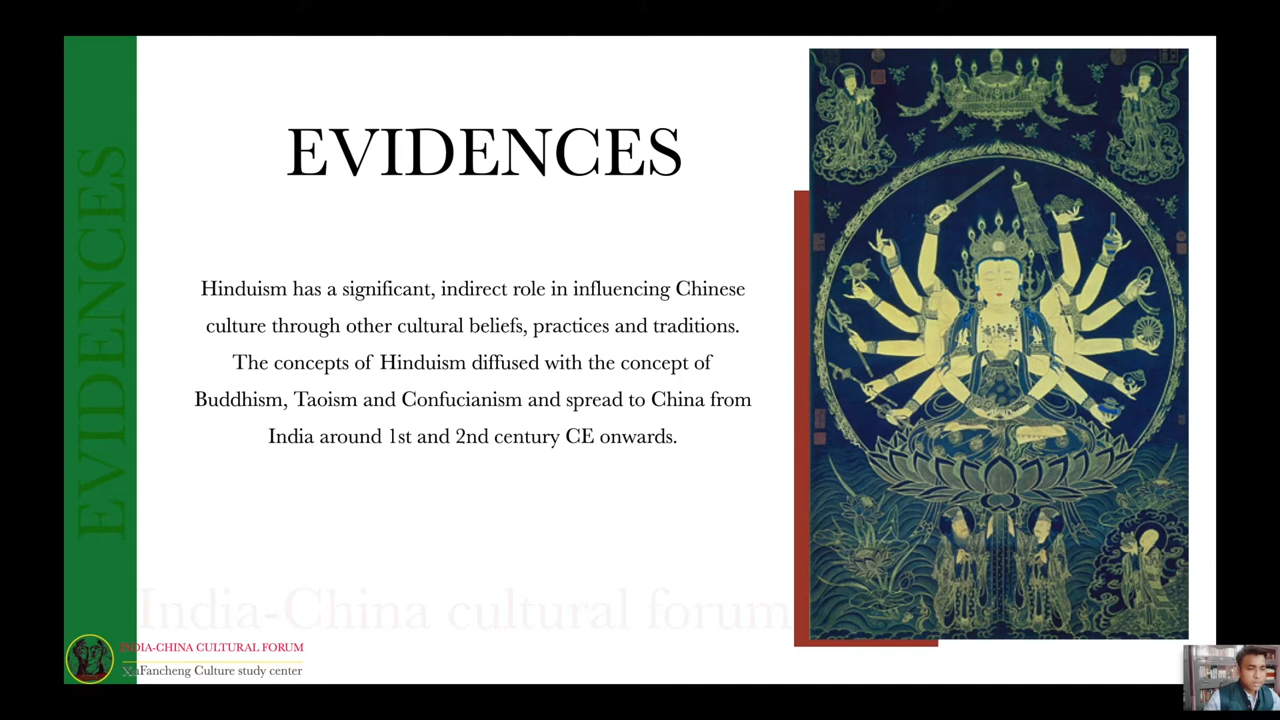 EVIDENCES
EVIDENCES
Hinduism has a significant, indirect role in influencing Chinese
culture through other cultural beliefs, practices and traditions.
The concepts of Hinduism diffused with the concept of
Buddhism, Taoism and Confucianism and spread to China from
India around 1st and 2nd century CE onwards.
India-China cultural forum
INDIA-CHINA CULTURAL FORUM
XuFancheng Culture study center